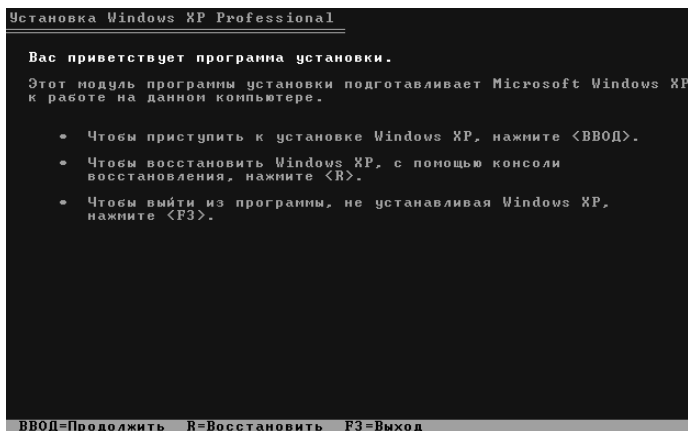 Установка Windows XP Professional
Вас приветствует программа установки.
Этот модуль программы установки подготавливает Microsoft Windows XP
к работе на данном компьютере.
• Чтобы приступить к установке Windows XP, нажмите <ВВОД>.
• Чтобы восстановить Windows XP, с помощью консоли
восстановления, нажмите <R>.
• Чтобы выйти из программы, не устанавливая Windows XP,
нажмите <F3>.
ВВОД=Продолжить R=Восстановить F3=Выход